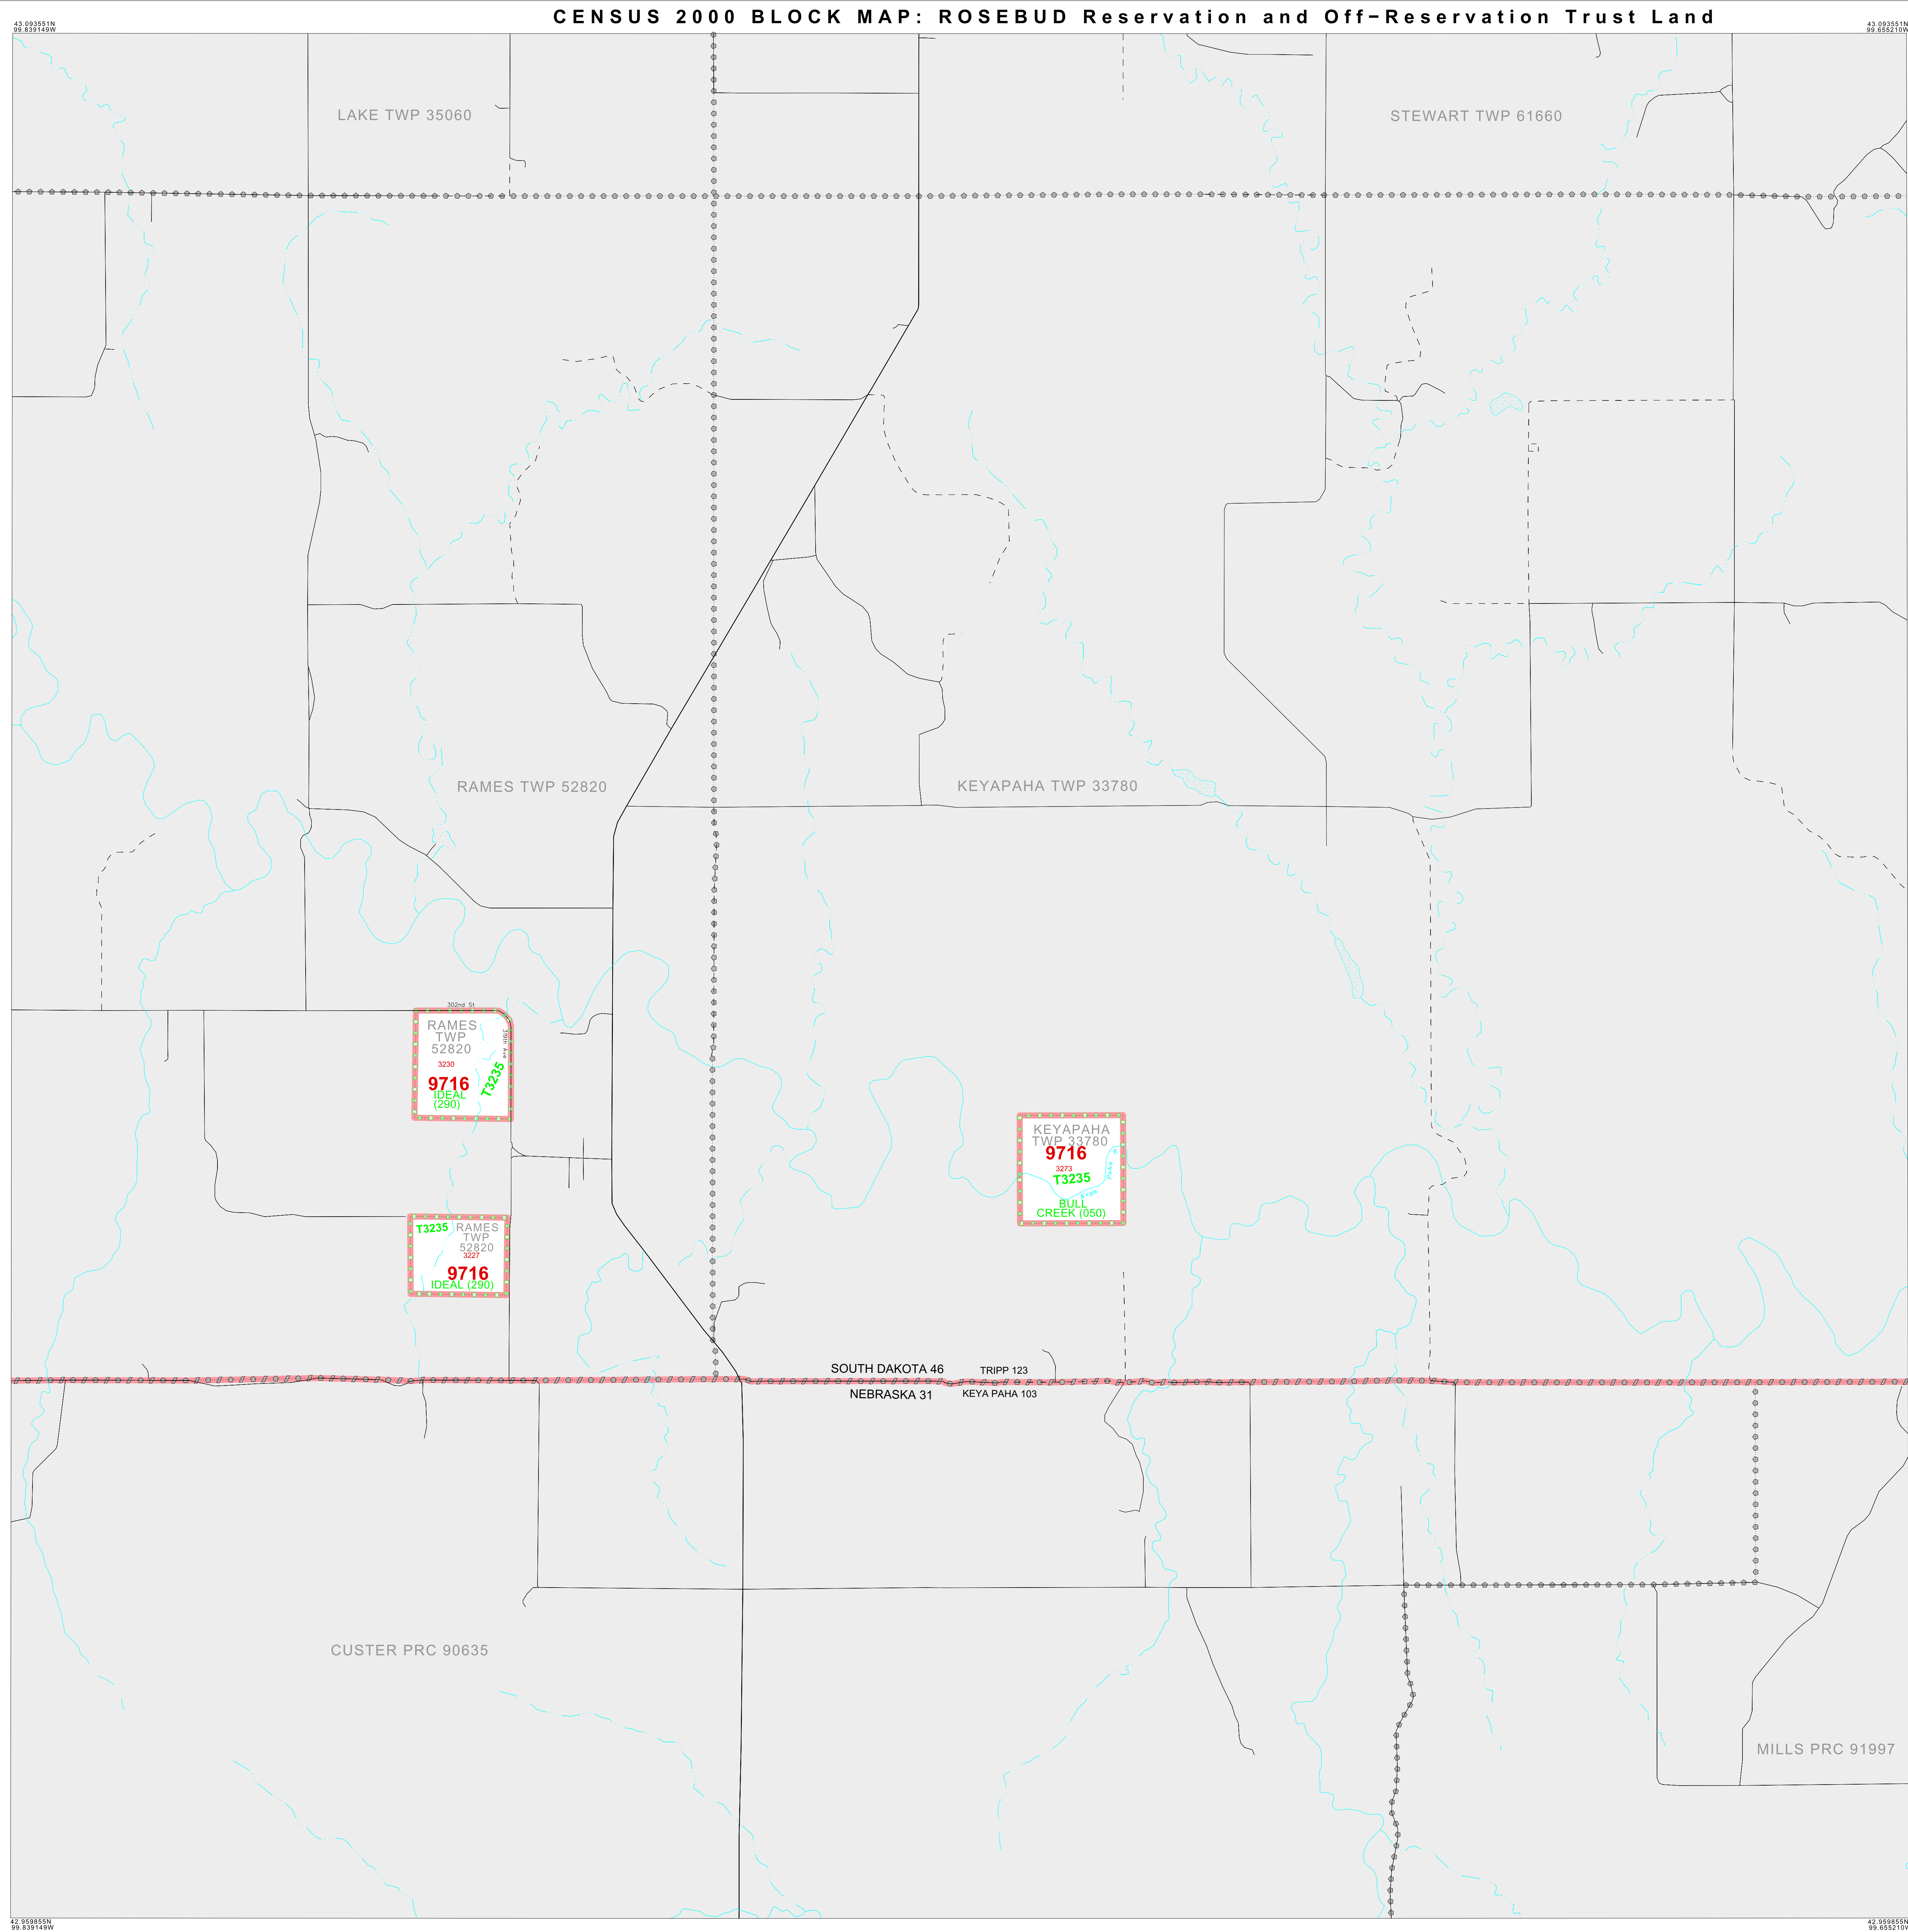 CENSUS 2000 BLOCK MAP: ROSEBUD Reservation and Off−Reservation Trust Land
43.093551N
99.839149W
43.093551N
99.655210W
LAKE TWP 35060
STEWART TWP 61660
RAMES TWP 52820
KEYAPAHA TWP 33780
302nd St
RAMES
TWP
52820
319th Ave
3230
9716
T3235
IDEAL
(290)
KEYAPAHA
TWP 33780
9716
3273
T3235
Keya Paha R
BULL
CREEK (050)
T3235
RAMES
TWP
52820
3227
9716
IDEAL (290)
SOUTH DAKOTA 46
TRIPP 123
NEBRASKA 31
KEYA PAHA 103
CUSTER PRC 90635
MILLS PRC 91997
42.959855N
99.839149W
42.959855N
99.655210W